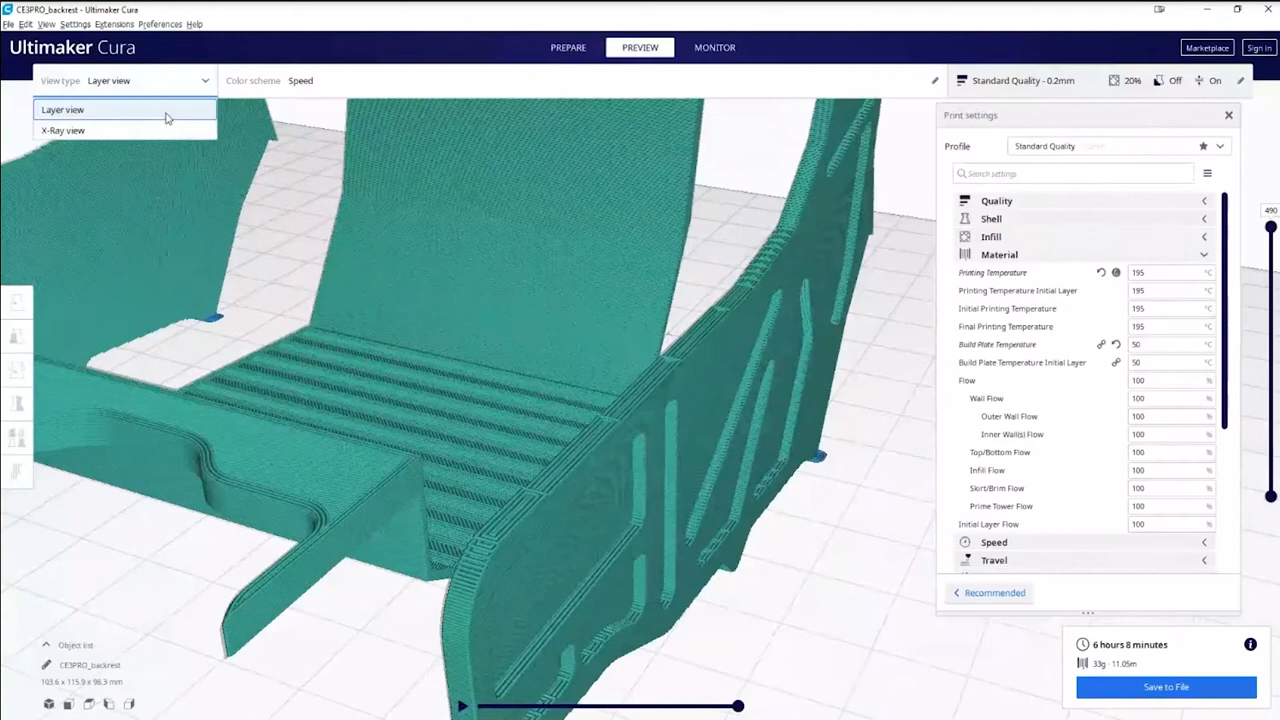 CE3PRO_backrest - Ultimaker Cura
File Edit View Settings Extensions Preferences Help
Ultimaker Cura
PREPARE PREVIEW MONITOR
Marketplace Sign in
View type Layer view Color scheme Speed
Standard Quality - 0.2mm 20% Off On
Layer view
X-Ray view
Print settings
Profile Standard Quality
Search settings
Quality
Shell
Infill
Material
Printing Temperature 195 °C
Printing Temperature Initial Layer 195 °C
Initial Printing Temperature 195 °C
Final Printing Temperature 195 °C
Build Plate Temperature 50 °C
Build Plate Temperature Initial Layer 50 °C
Flow 100 %
Wall Flow 100 %
Outer Wall Flow 100 %
Inner Wall(s) Flow 100 %
Top/Bottom Flow 100 %
Infill Flow 100 %
Skirt/Brim Flow 100 %
Prime Tower Flow 100 %
Initial Layer Flow 100 %
Speed
Travel
Recommended
490
Object list
CE3PRO_backrest
103.6 x 115.9 x 98.3 mm
6 hours 8 minutes
33g · 11.05m
Save to File